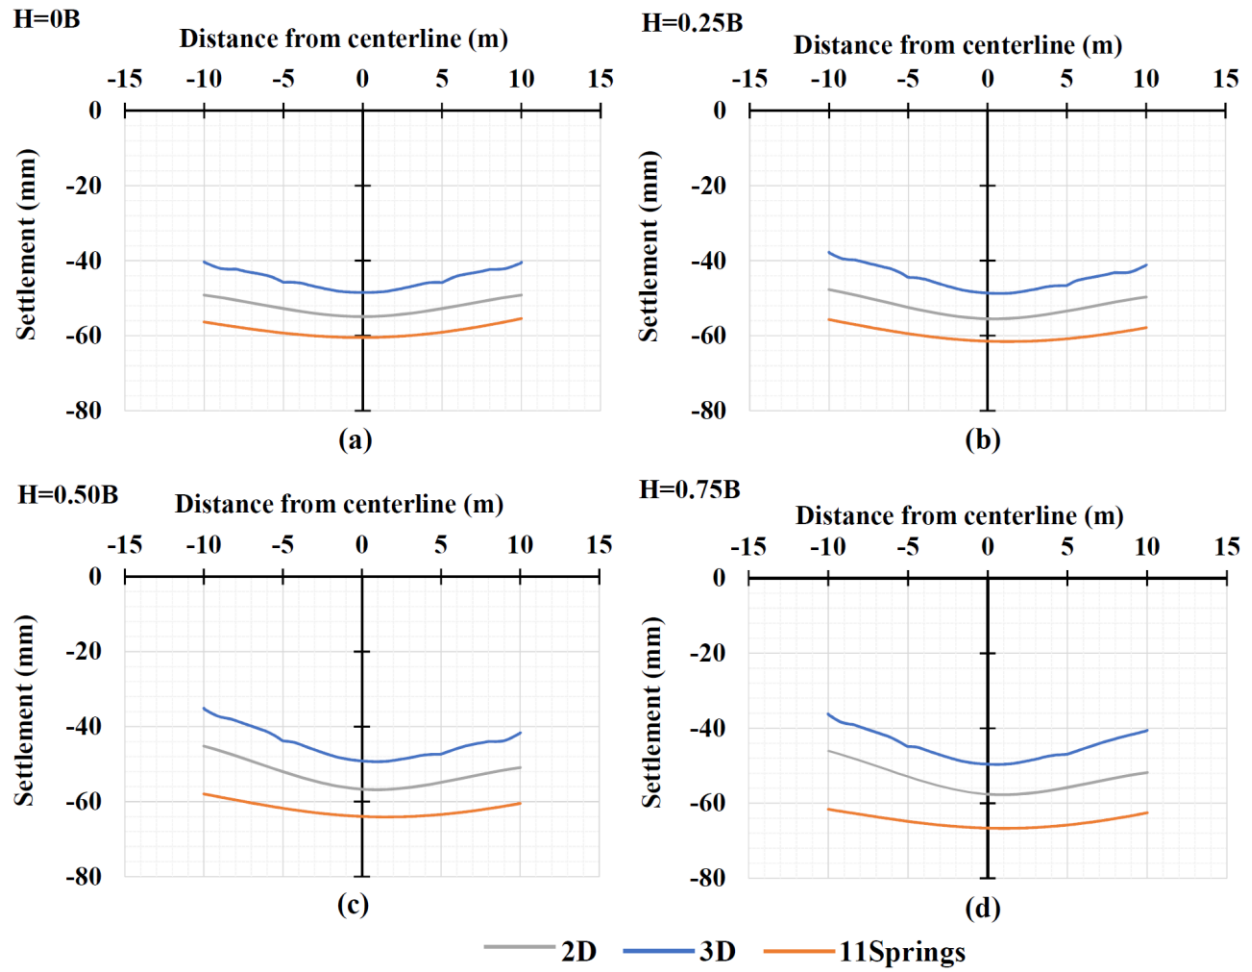 H=0B
Distance from centerline (m)
-15 -10 -5 0 5 10 15
0
-20
-40
-60
-80
Settlement (mm)
(a)
H=0.25B
Distance from centerline (m)
-15 -10 -5 0 5 10 15
0
-20
-40
-60
-80
Settlement (mm)
(b)
H=0.50B
Distance from centerline (m)
-15 -10 -5 0 5 10 15
0
-20
-40
-60
-80
Settlement (mm)
(c)
H=0.75B
Distance from centerline (m)
-15 -10 -5 0 5 10 15
0
-20
-40
-60
-80
Settlement (mm)
(d)
2D 3D 11Springs